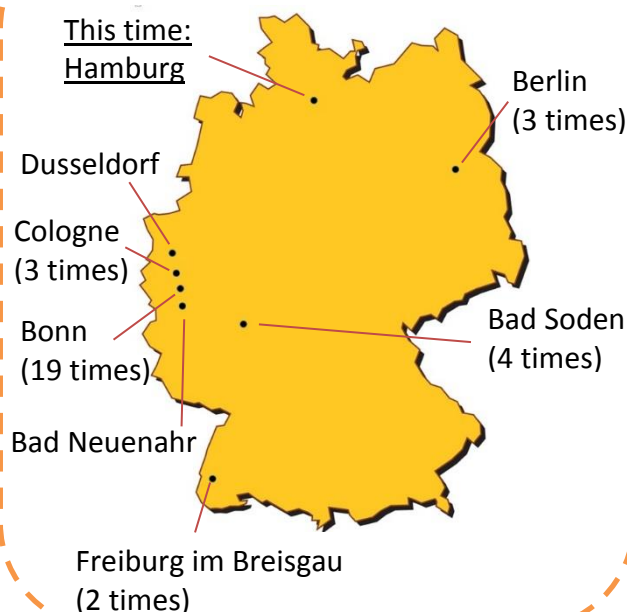 This time:
Hamburg
Berlin
(3 times)
Dusseldorf
Cologne
(3 times)
Bonn
(19 times)
Bad Soden
(4 times)
Bad Neuenahr
Freiburg im Breisgau
(2 times)